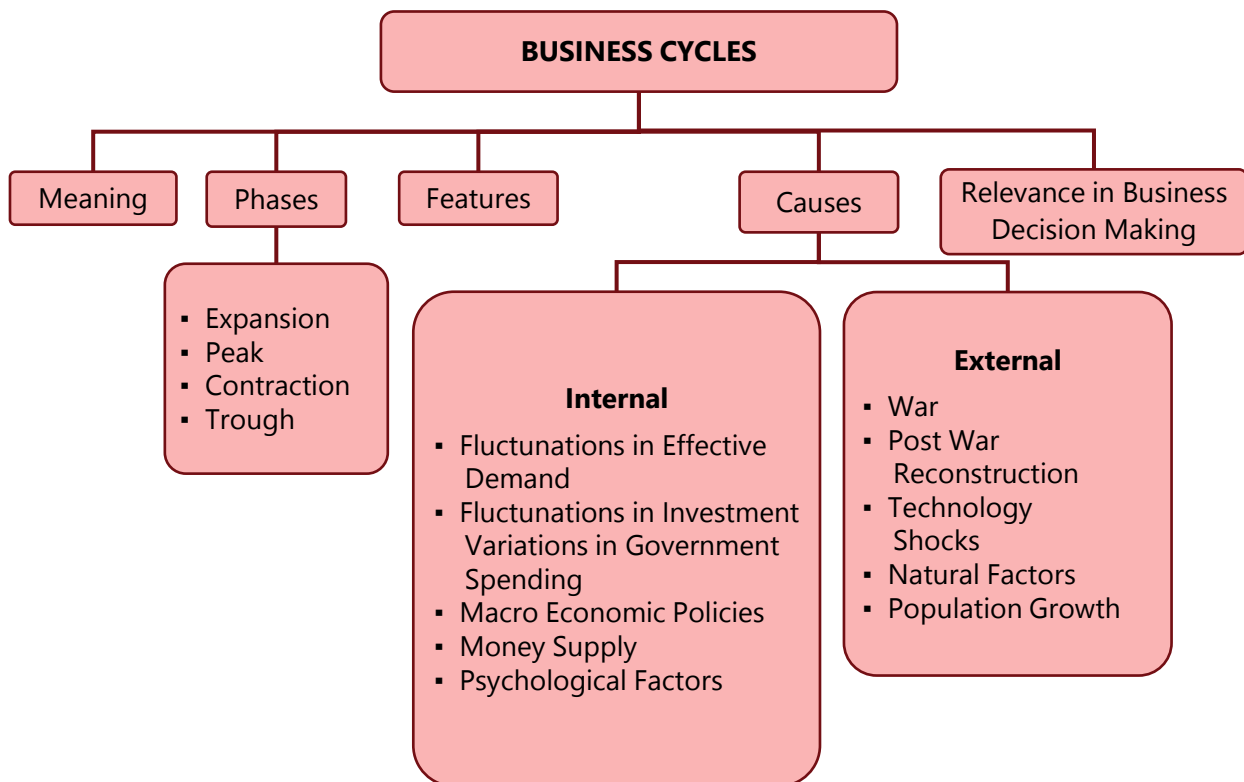 BUSINESS CYCLES
Meaning
Phases
Features
Causes
Relevance in Business
Decision Making
▪ Expansion
▪ Peak
▪ Contraction
▪ Trough
Internal
▪ Fluctunations in Effective
Demand
▪ Fluctunations in Investment
Variations in Government
Spending
▪ Macro Economic Policies
▪ Money Supply
▪ Psychological Factors
External
▪ War
▪ Post War
Reconstruction
▪ Technology
Shocks
▪ Natural Factors
▪ Population Growth